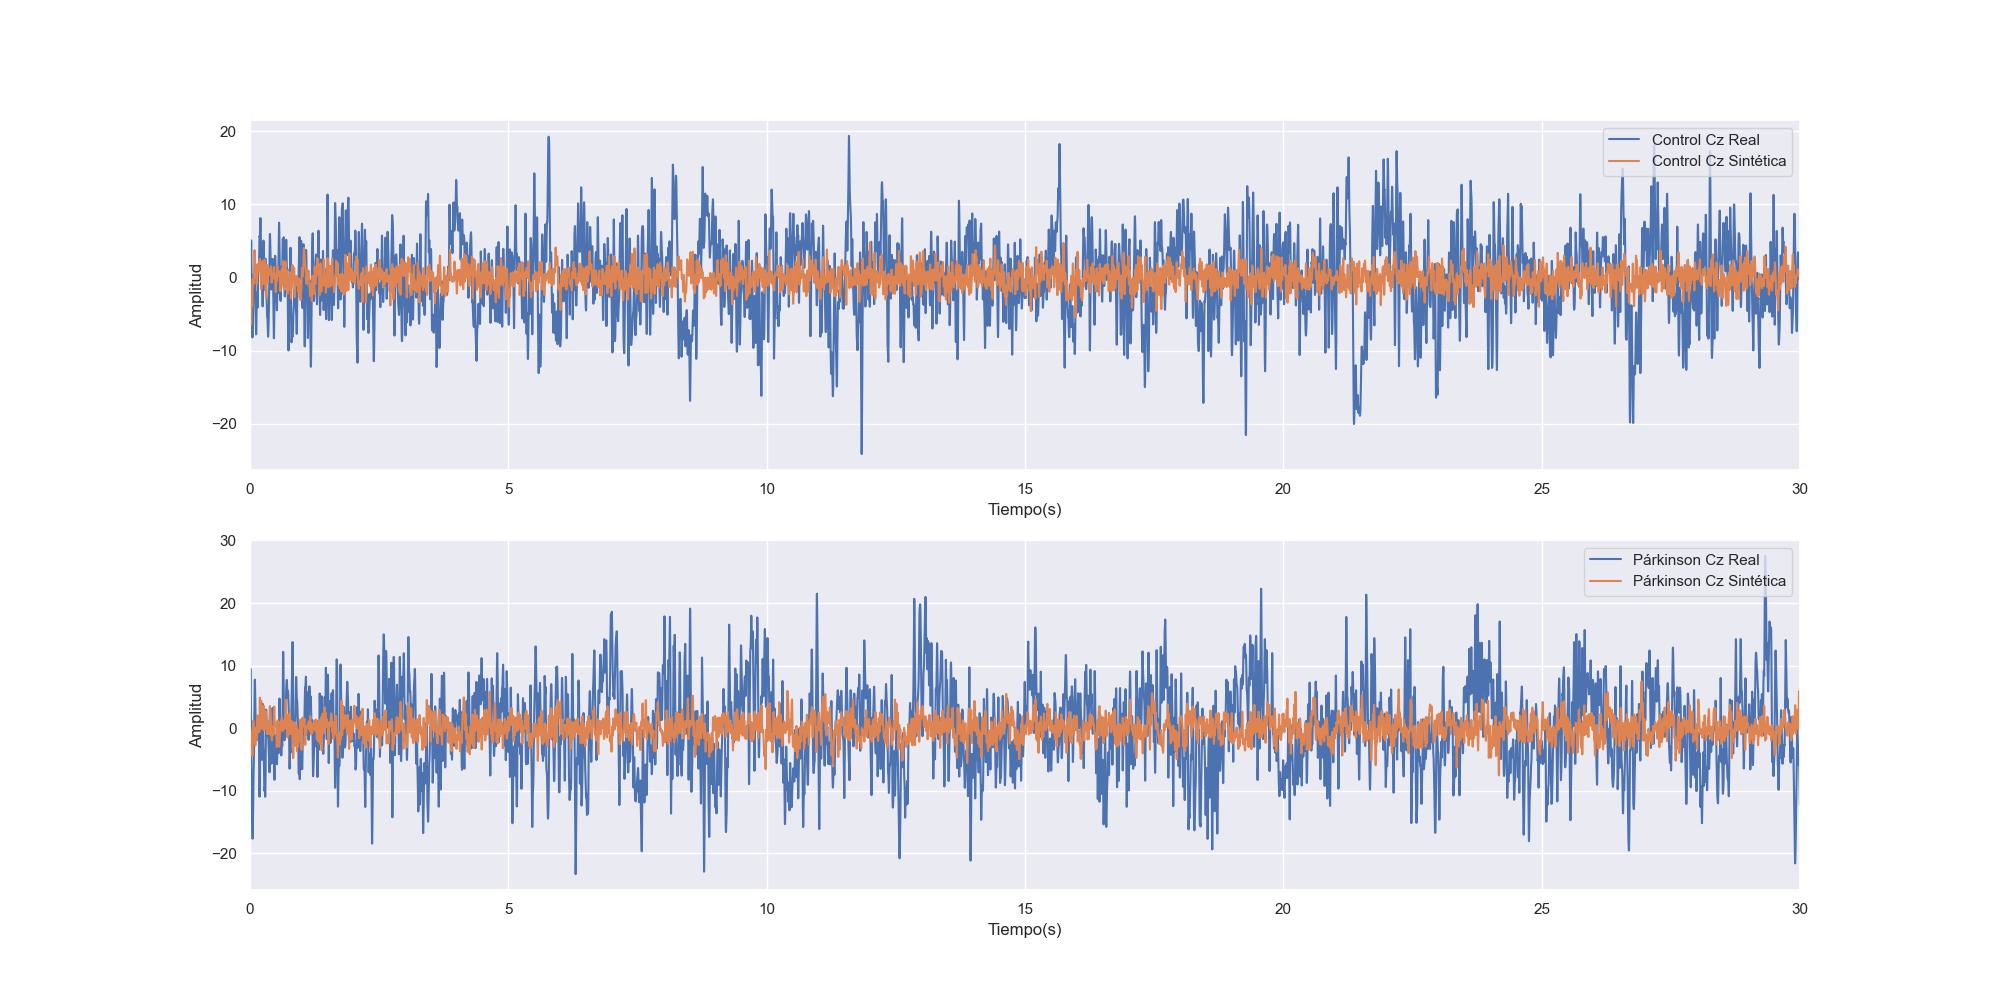 20
10
0
−10
−20
Amplitud
Control Cz Real
Control Cz Sintética
0 5 10 15 20 25 30
Tiempo(s)
30
20
10
0
−10
−20
Amplitud
Párkinson Cz Real
Párkinson Cz Sintética
0 5 10 15 20 25 30
Tiempo(s)